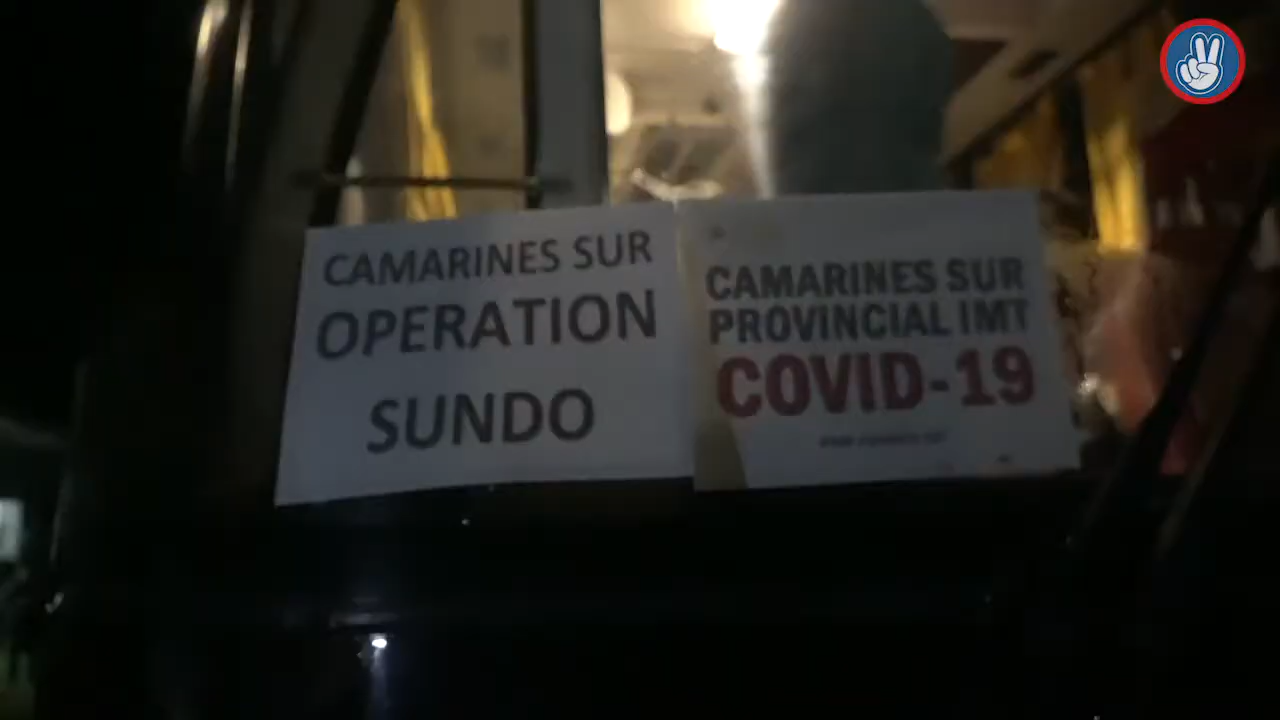 CAMARINES SUR
OPERATION
SUNDO
CAMARINES SUR
PROVINCIAL IMT
COVID-19